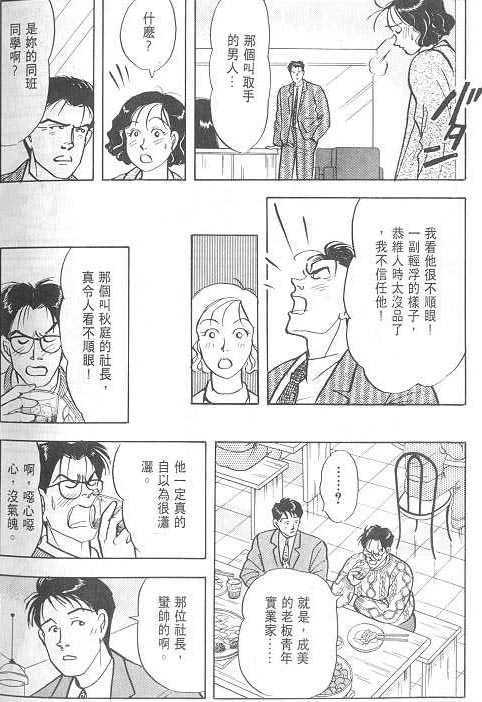 バタン
那個叫取手
的男人…
什麼？
是妳的同班
同學啊？
我看他很不順眼！
一副輕浮的樣子，
恭維人時太沒品了
，我不信任他！
那個叫秋庭的社長，
真令人看不順眼！
……？
就是，成美
的老板青年
實業家……
他一定真的
自以為很瀟
灑。
啊，噁心噁
心，沒氣魄。
那位社長，
蠻帥的啊。